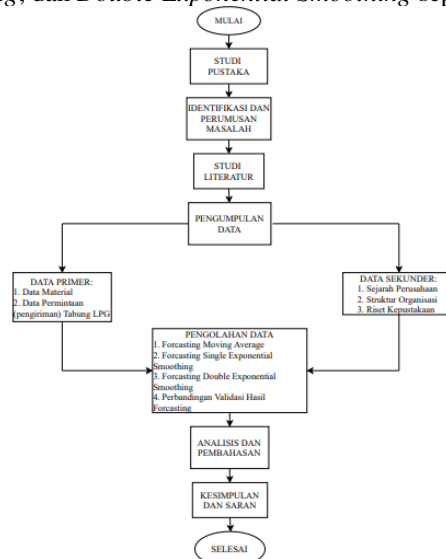 dan Double Exponential Smoothing
MULAI
STUDI
PUSTAKA
IDENTIFIKASI DAN
PERUMUSAN
MASALAH
STUDI
LITERATUR
PENGUMPULAN
DATA
DATA PRIMER:
1. Data Material
2. Data Permintaan
(pengiriman) Tabung LPG
DATA SEKUNDER:
1. Sejarah Perusahaan
2. Struktur Organisasi
3. Riset Kepustakaan
PENGOLAHAN DATA
1. Forcasting Moving Average
2. Forcasting Single Exponential
Smoothing
3. Forcasting Double Exponential
Smoothing
4. Perbandingan Validasi Hasil
Forcasting
ANALISIS DAN
PEMBAHASAN
KESIMPULAN
DAN SARAN
SELESAI